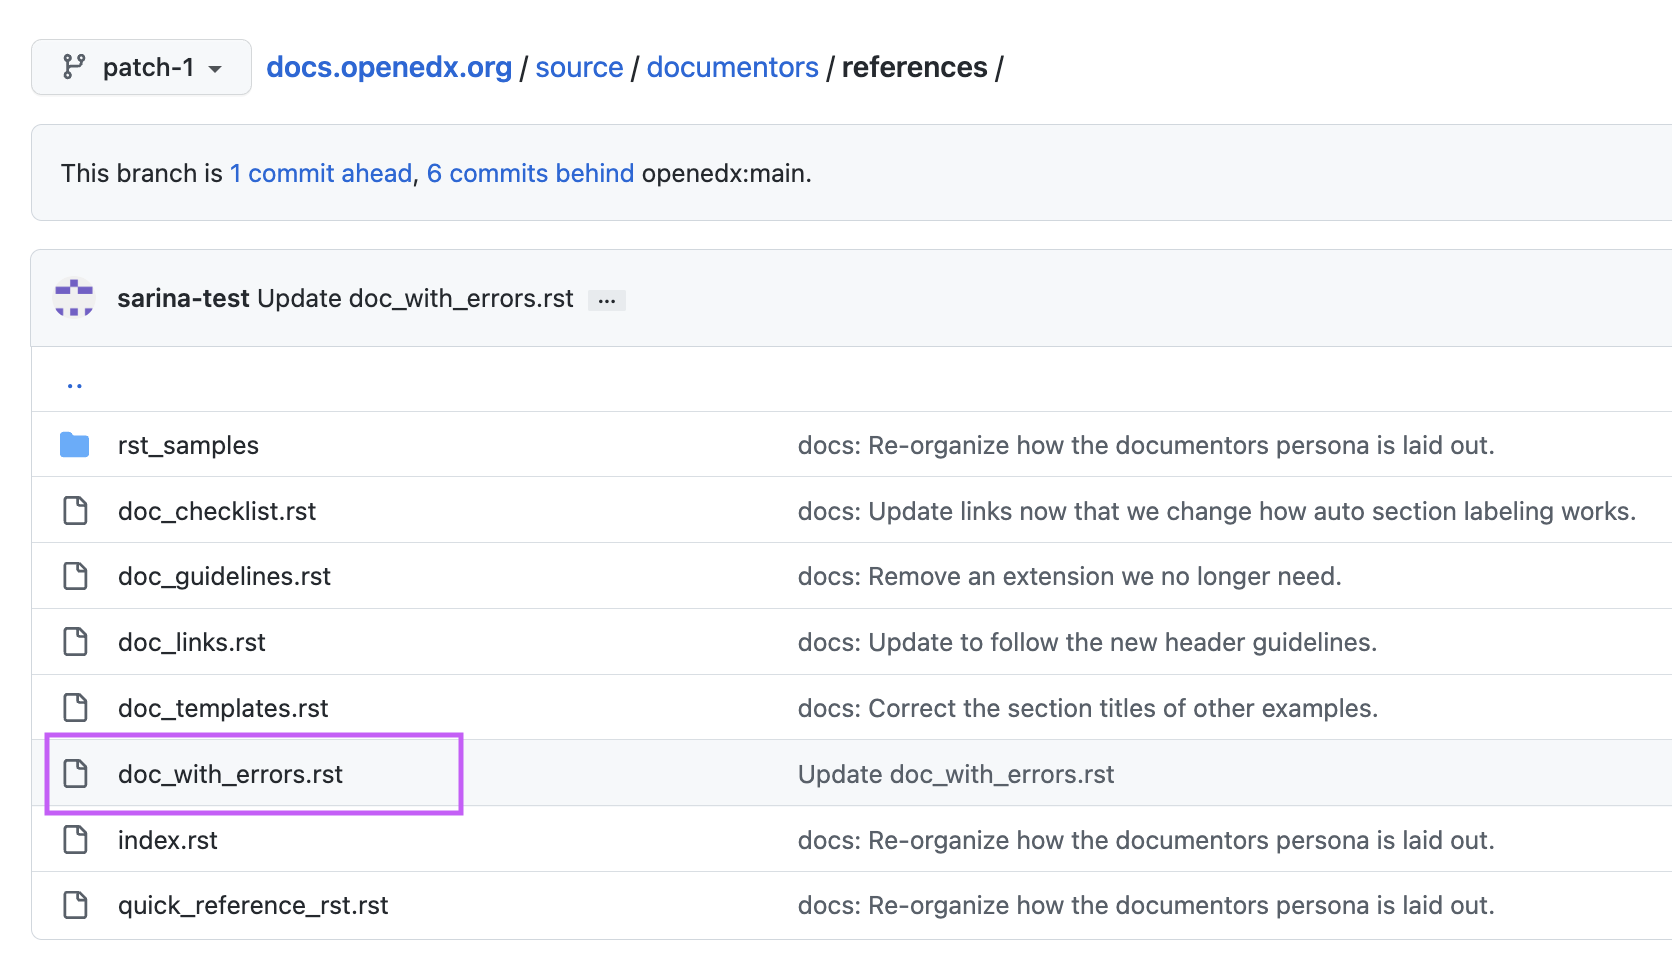 patch-1 docs.openedx.org / source / documentors / references /
This branch is 1 commit ahead, 6 commits behind openedx:main.
sarina-test Update doc_with_errors.rst ...
..
rst_samples docs: Re-organize how the documentors persona is laid out.
doc_checklist.rst docs: Update links now that we change how auto section labeling works.
doc_guidelines.rst docs: Remove an extension we no longer need.
doc_links.rst docs: Update to follow the new header guidelines.
doc_templates.rst docs: Correct the section titles of other examples.
doc_with_errors.rst Update doc_with_errors.rst
index.rst docs: Re-organize how the documentors persona is laid out.
quick_reference_rst.rst docs: Re-organize how the documentors persona is laid out.